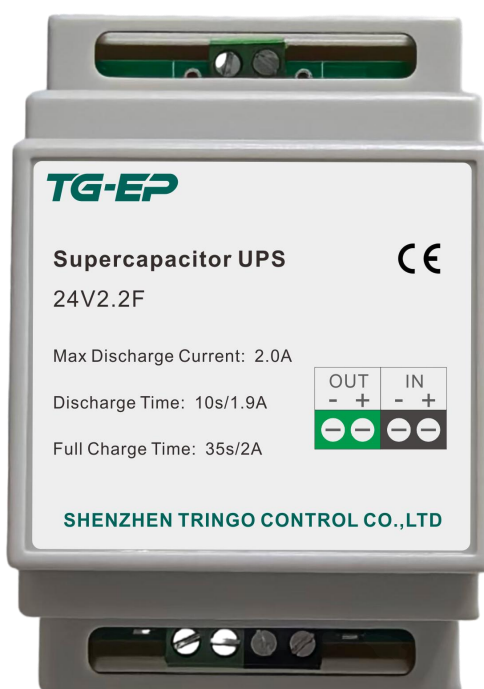 TG-EP
Supercapacitor UPS
CE
24V2.2F
Max Discharge Current: 2.0A
Discharge Time: 10s/1.9A
Full Charge Time: 35s/2A
OUT IN
- + - +
SHENZHEN TRINGO CONTROL CO.,LTD